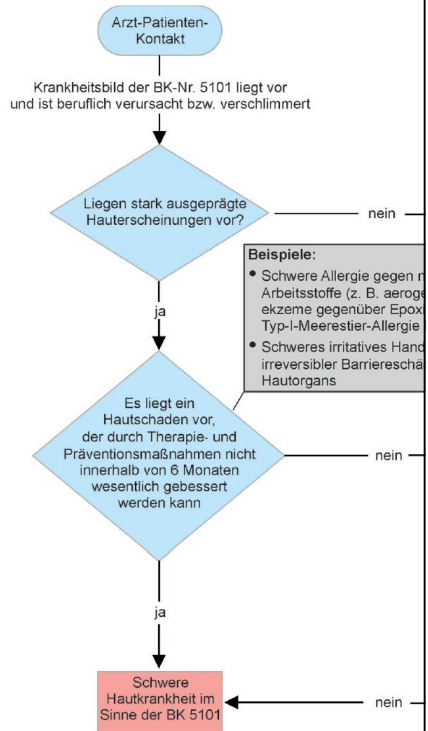 Arzt-Patienten-
Kontakt
Krankheitsbild der BK-Nr. 5101 liegt vor
und ist beruflich verursacht bzw. verschlimmert
Liegen stark ausgeprägte
Hauterscheinungen vor?
nein
Beispiele:
• Schwere Allergie gegen
Arbeitsstoffe (z. B. aeroge
ekzeme gegenüber Epoxi
Typ-I-Meerestier-Allergie
• Schweres irritatives Hand
irreversibler Barriereschä
Hautorgans
ja
Es liegt ein
Hautschaden vor,
der durch Therapie- und
Präventionsmaßnahmen nicht
innerhalb von 6 Monaten
wesentlich gebessert
werden kann
nein
ja
Schwere
Hautkrankheit im
Sinne der BK 5101
nein